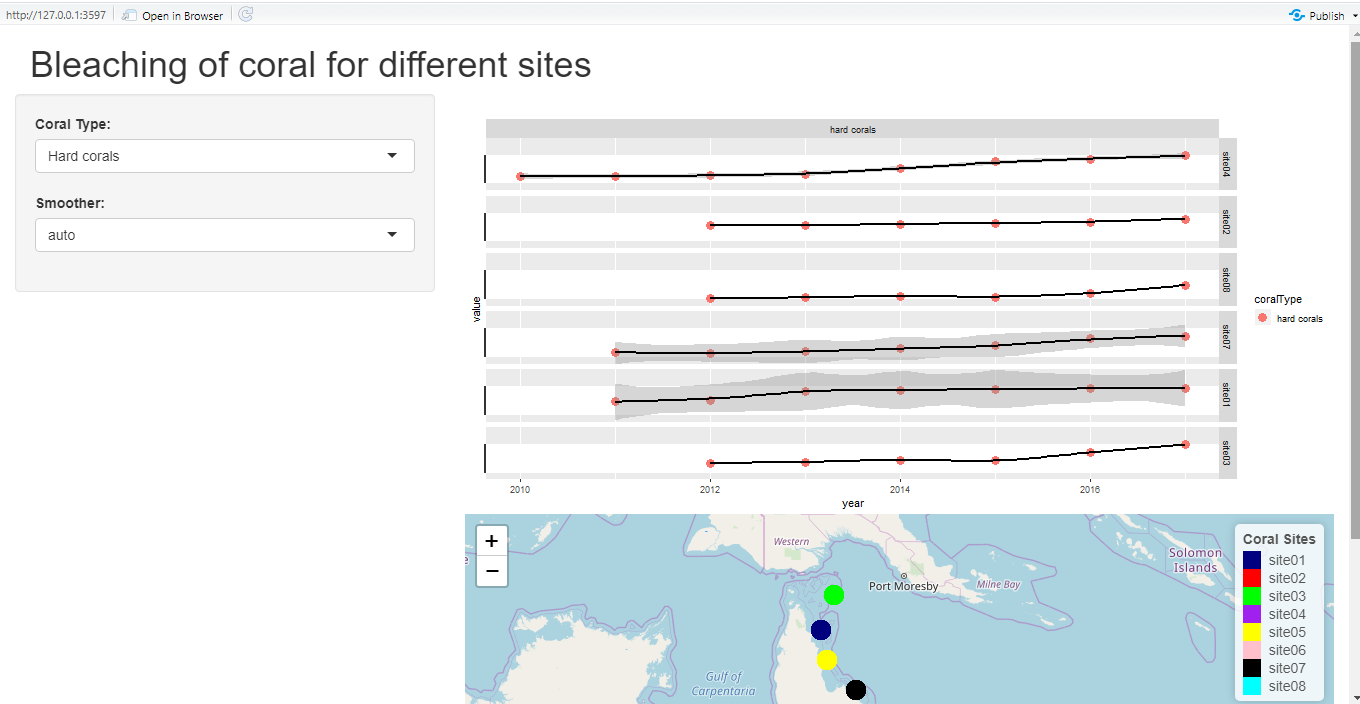 http://127.0.0.1:3597 Open in Browser Publish
Bleaching of coral for different sites
Coral Type:
Hard corals
Smoother:
auto
hard corals
site04
site02
site08
site07
site01
site03
value
2010 2012 2014 2016
year
coralType
hard corals
+
−
Western
Port Moresby
Milne Bay
Solomon
Islands
Gulf of
Carpentaria
Coral Sites
site01
site02
site03
site04
site05
site06
site07
site08